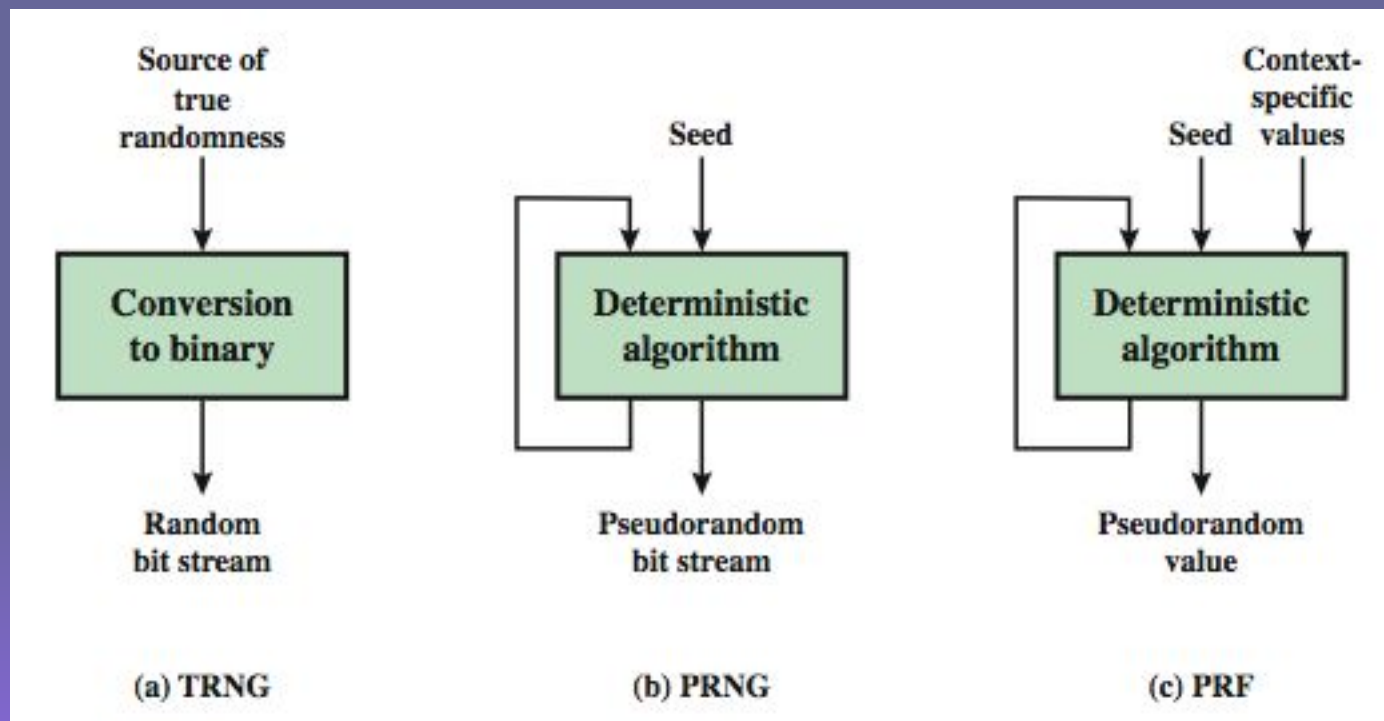 Source of
true
randomness
Conversion
to binary
Random
bit stream
(a) TRNG
Seed
Deterministic
algorithm
Pseudorandom
bit stream
(b) PRNG
Context-
specific
values
Seed
Deterministic
algorithm
Pseudorandom
value
(c) PRF